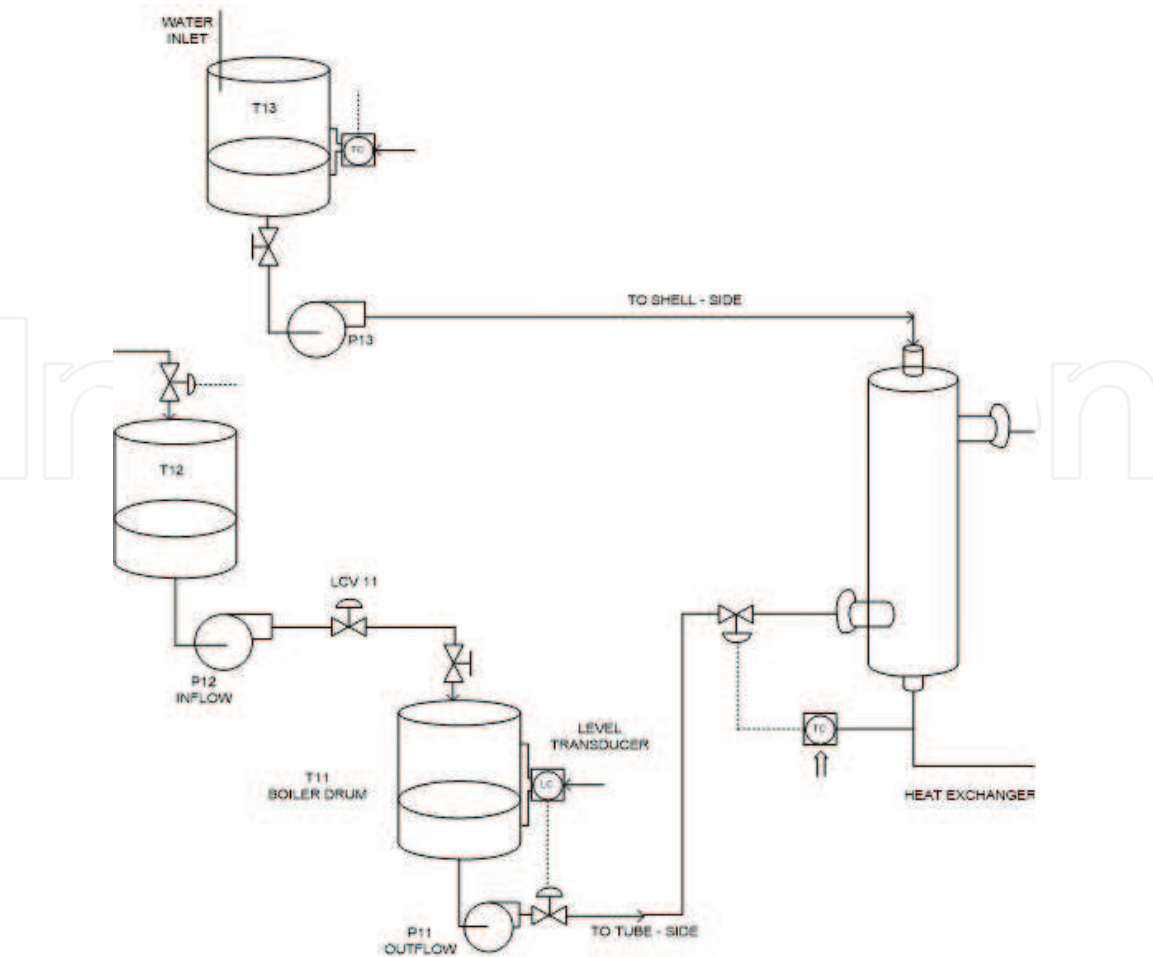 WATER
INLET
T13
TC
TO SHELL - SIDE
P13
T12
LCV 11
P12
INFLOW
LEVEL
TRANSDUCER
TC
T11
BOILER DRUM
LC
HEAT EXCHANGER
P11
OUTFLOW
TO TUBE - SIDE